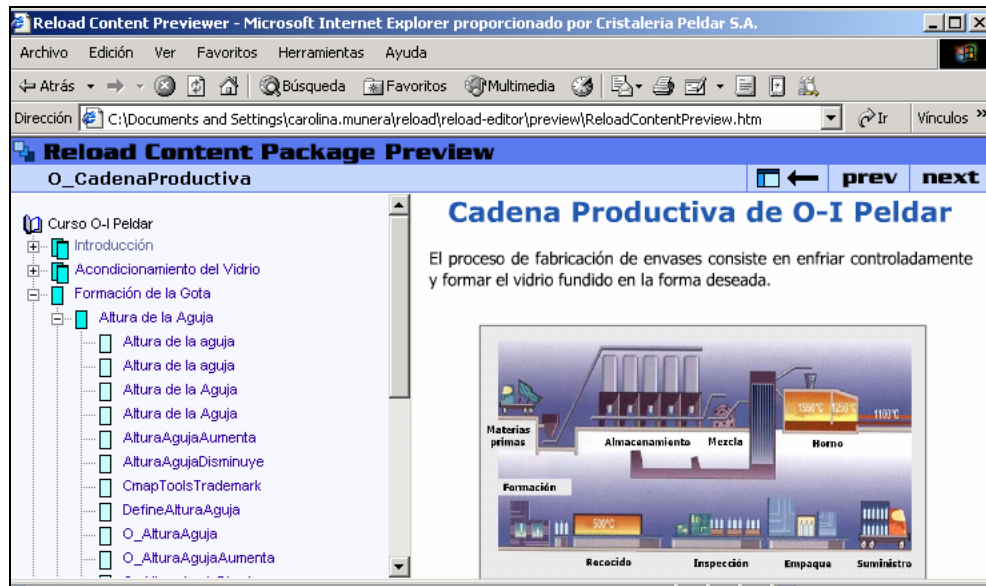 Reload Content Previewer - Microsoft Internet Explorer proporcionado por Cristaleria Peldar S.A.
Archivo Edición Ver Favoritos Herramientas Ayuda
Atrás Búsqueda Favoritos Multimedia
Dirección C:\Documents and Settings\carolina.munera\reload\reload-editor\preview\ReloadContentPreview.htm Ir Vínculos »
Reload Content Package Preview
O_CadenaProductiva prev next
Curso O-I Peldar
Introducción
Acondicionamiento del Vidrio
Formación de la Gota
Altura de la Aguja
Altura de la aguja
Altura de la aguja
Altura de la Aguja
Altura de la Aguja
AlturaAgujaAumenta
AlturaAgujaDisminuye
CmapToolsTrademark
DefineAlturaAguja
O_AlturaAguja
O_AlturaAgujaAumenta
Cadena Productiva de O-I Peldar
El proceso de fabricación de envases consiste en enfriar controladamente
y formar el vidrio fundido en la forma deseada.
1550°C 1250°C 1100°C
Materias
primas Almacenamiento Mezcla Horno
Formación
500°C
Recocido Inspección Empaque Suministro